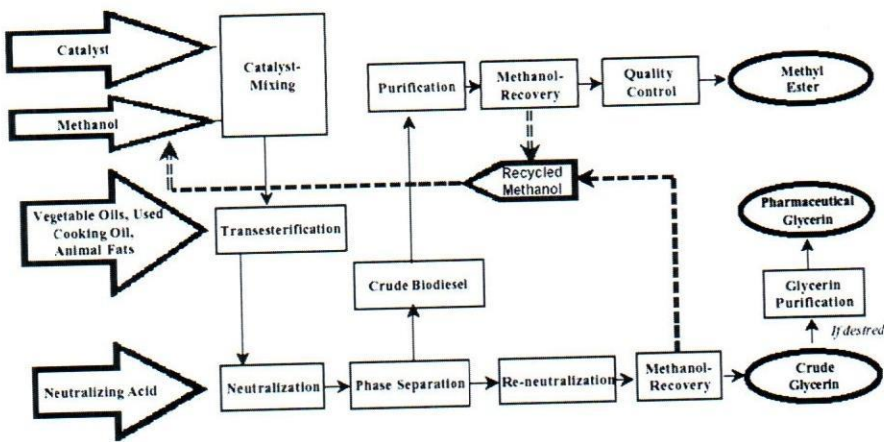 Catalyst
Catalyst-
Mixing
Methanol
Purification
Methanol-
Recovery
Quality
Control
Methyl
Ester
Recycled
Methanol
Vegetable Oils, Used
Cooking Oil,
Animal Fats
Transesterification
Pharmaceutical
Glycerin
Crude Biodiesel
Glycerin
Purification
If desired
Neutralizing Acid
Neutralization
Phase Separation
Re-neutralization
Methanol-
Recovery
Crude
Glycerin